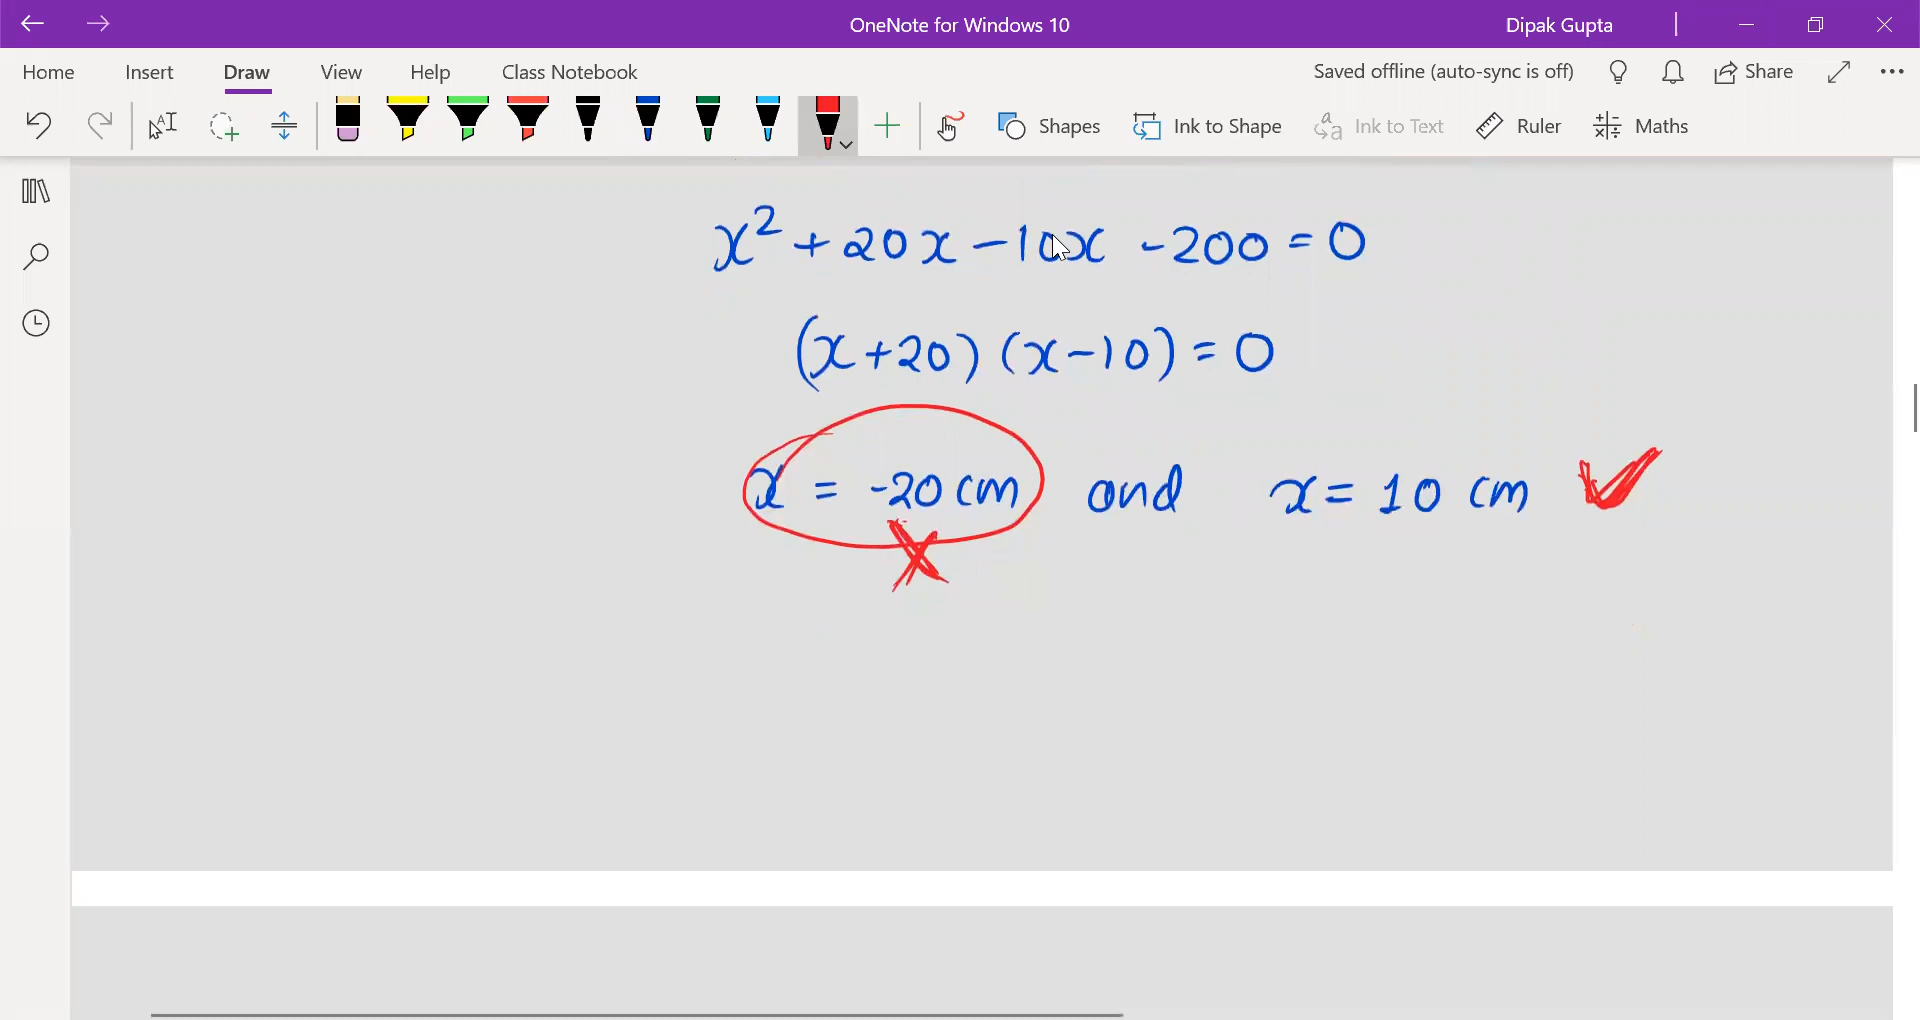 OneNote for Windows 10
Dipak Gupta
Home Insert Draw View Help Class Notebook
Saved offline (auto-sync is off) Share
Shapes Ink to Shape Ink to Text Ruler Maths
x² + 20x - 10x - 200 = 0
(x+20) (x-10) = 0
x = -20 cm and x = 10 cm